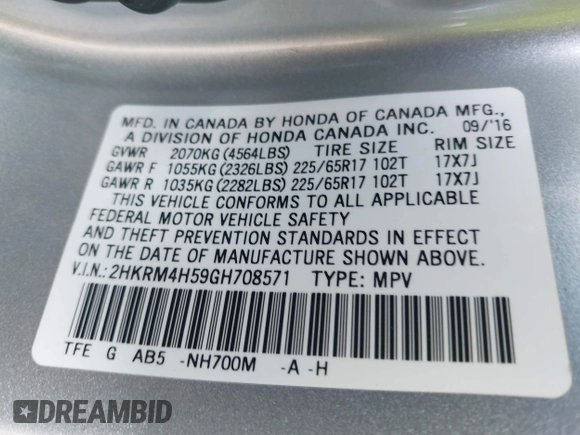 MFD. IN CANADA BY HONDA OF CANADA MFG.,
A DIVISION OF HONDA CANADA INC. 09/'16
GVWR 2070KG (4564LBS) TIRE SIZE RIM SIZE
GAWR F 1055KG (2326LBS) 225/65R17 102T 17X7J
GAWR R 1035KG (2282LBS) 225/65R17 102T 17X7J
THIS VEHICLE CONFORMS TO ALL APPLICABLE
FEDERAL MOTOR VEHICLE SAFETY
AND THEFT PREVENTION STANDARDS IN EFFECT
ON THE DATE OF MANUFACTURE SHOWN ABOVE.
V.I.N.: 2HKRM4H59GH708571 TYPE: MPV
TFE G AB5 -NH700M -A -H
DREAMBID